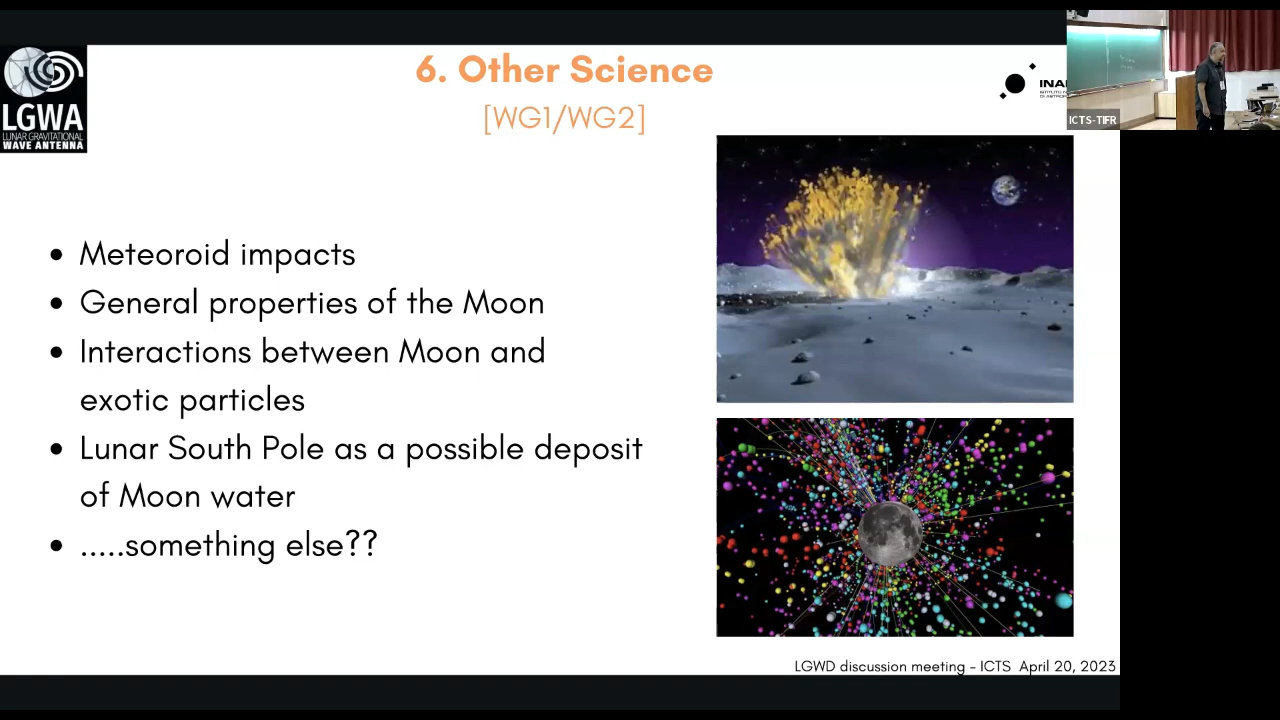 6. Other Science
[WG1/WG2]
LGWA
LUNAR GRAVITATIONAL
WAVE ANTENNA
ICTS-TIFR
• Meteoroid impacts
• General properties of the Moon
• Interactions between Moon and
exotic particles
• Lunar South Pole as a possible deposit
of Moon water
• .....something else??
LGWD discussion meeting - ICTS April 20, 2023